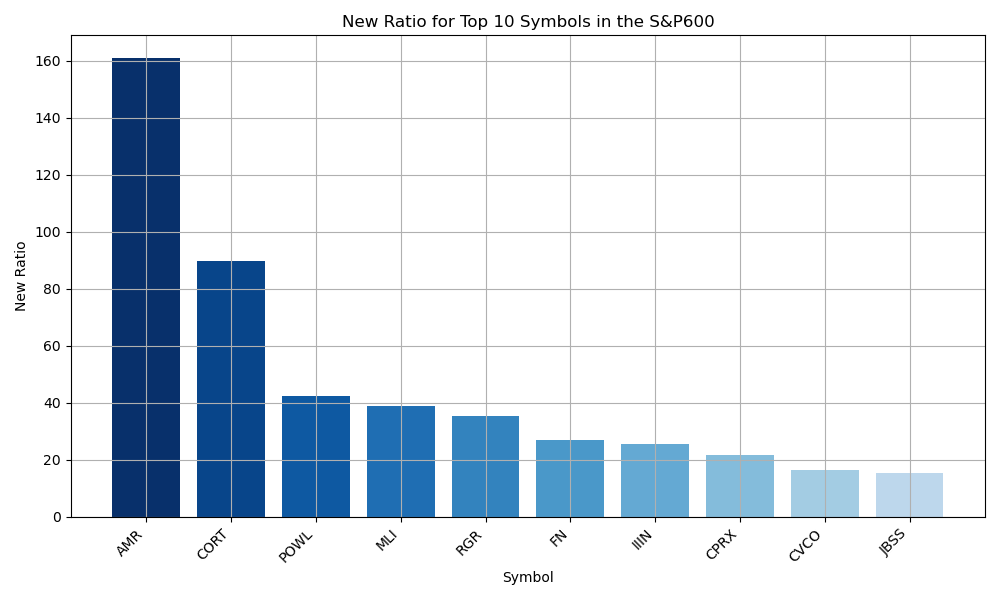 New Ratio for Top 10 Symbols in the S&P600
160
140
120
100
80
60
40
20
0
New Ratio
AMR
CORT
POWL
MLI
RGR
FN
IIIN
CPRX
CVCO
JBSS
Symbol